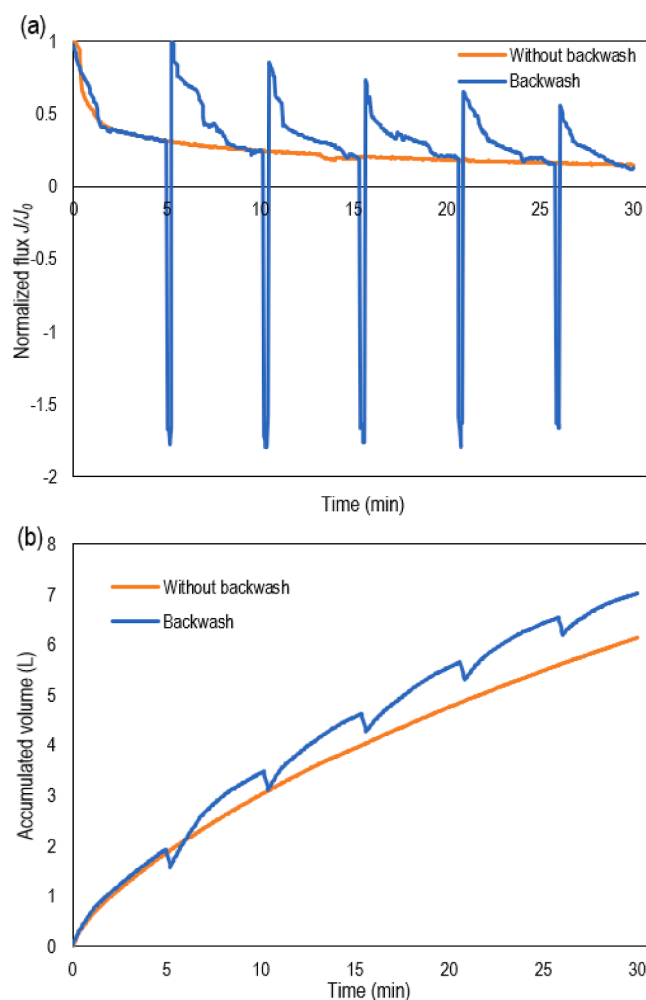 (a)
1
0.5
0
-0.5
-1
-1.5
-2
Normalized flux J/J0
Without backwash
Backwash
0 5 10 15 20 25 30
Time (min)
(b)
8
7
6
5
4
3
2
1
0
Accumulated volume (L)
Without backwash
Backwash
0 5 10 15 20 25 30
Time (min)